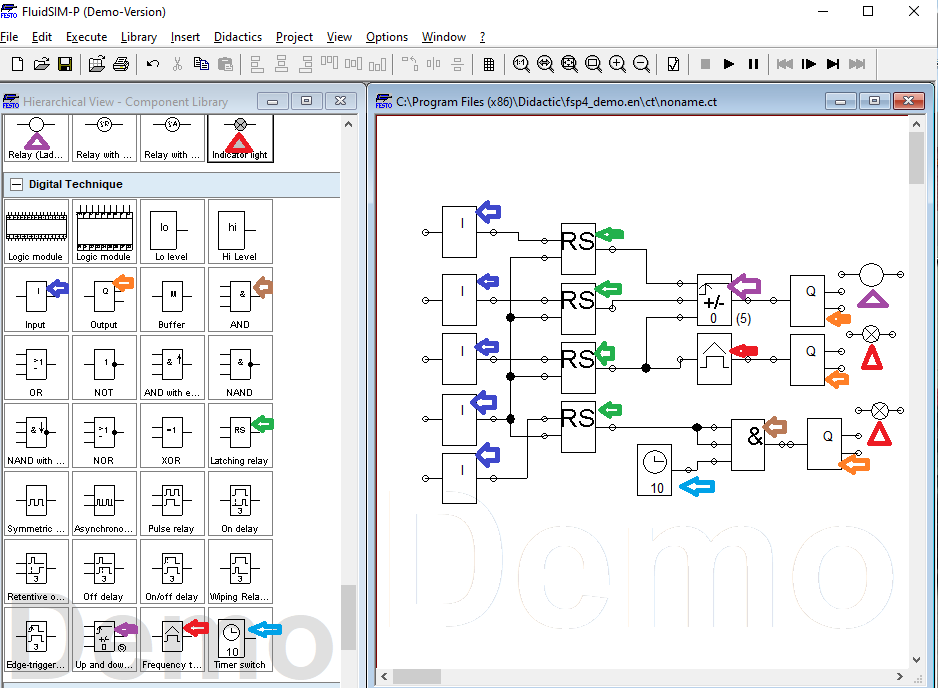 FESTO
FluidSIM-P (Demo-Version)
File Edit Execute Library Insert Didactics Project View Options Window ?
FESTO
Hierarchical View - Component Library
FESTO
C:\Program Files (x86)\Didactic\fsp4_demo.en\ct\noname.ct
Relay (Lad... Relay with ... Relay with ... Indicator light
Digital Technique
lo hi
Logic module Logic module Lo level Hi Level
I Q &
Input Output Buffer AND
≥1 1 & &
OR NOT AND with e... NAND
& ≥1 =1 RS
NAND with ... NOR XOR Latching relay
3
Symmetric ... Asynchrono... Pulse relay On delay
3 3 3 3
Retentive o... Off delay On/off delay Wiping Rela...
3 +/- 0 10
Edge-trigger... Up and dow... Frequency t... Timer switch
Demo
I
RS
I
RS
+/-
0
(5)
Q
I
RS
Q
I
RS
&
Q
I
10
Demo